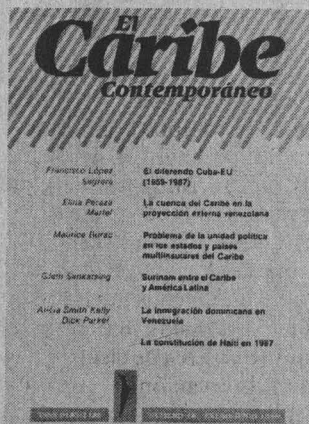 El
Caribe
Contemporáneo
Francisco López
Segrera
El diferendo Cuba-EU
(1959-1987)
Elina Peraza
Martel
La cuenca del Caribe en la
proyección externa venezolana
Maurice Burac
Problema de la unidad política
en los estados y países
multinsulares del Caribe
Glenn Sankatsing
Surinam entre el Caribe
y América Latina
Smith Kelly
Dick Parker
La inmigración dominicana en
Venezuela
La constitución de Haití en 1987